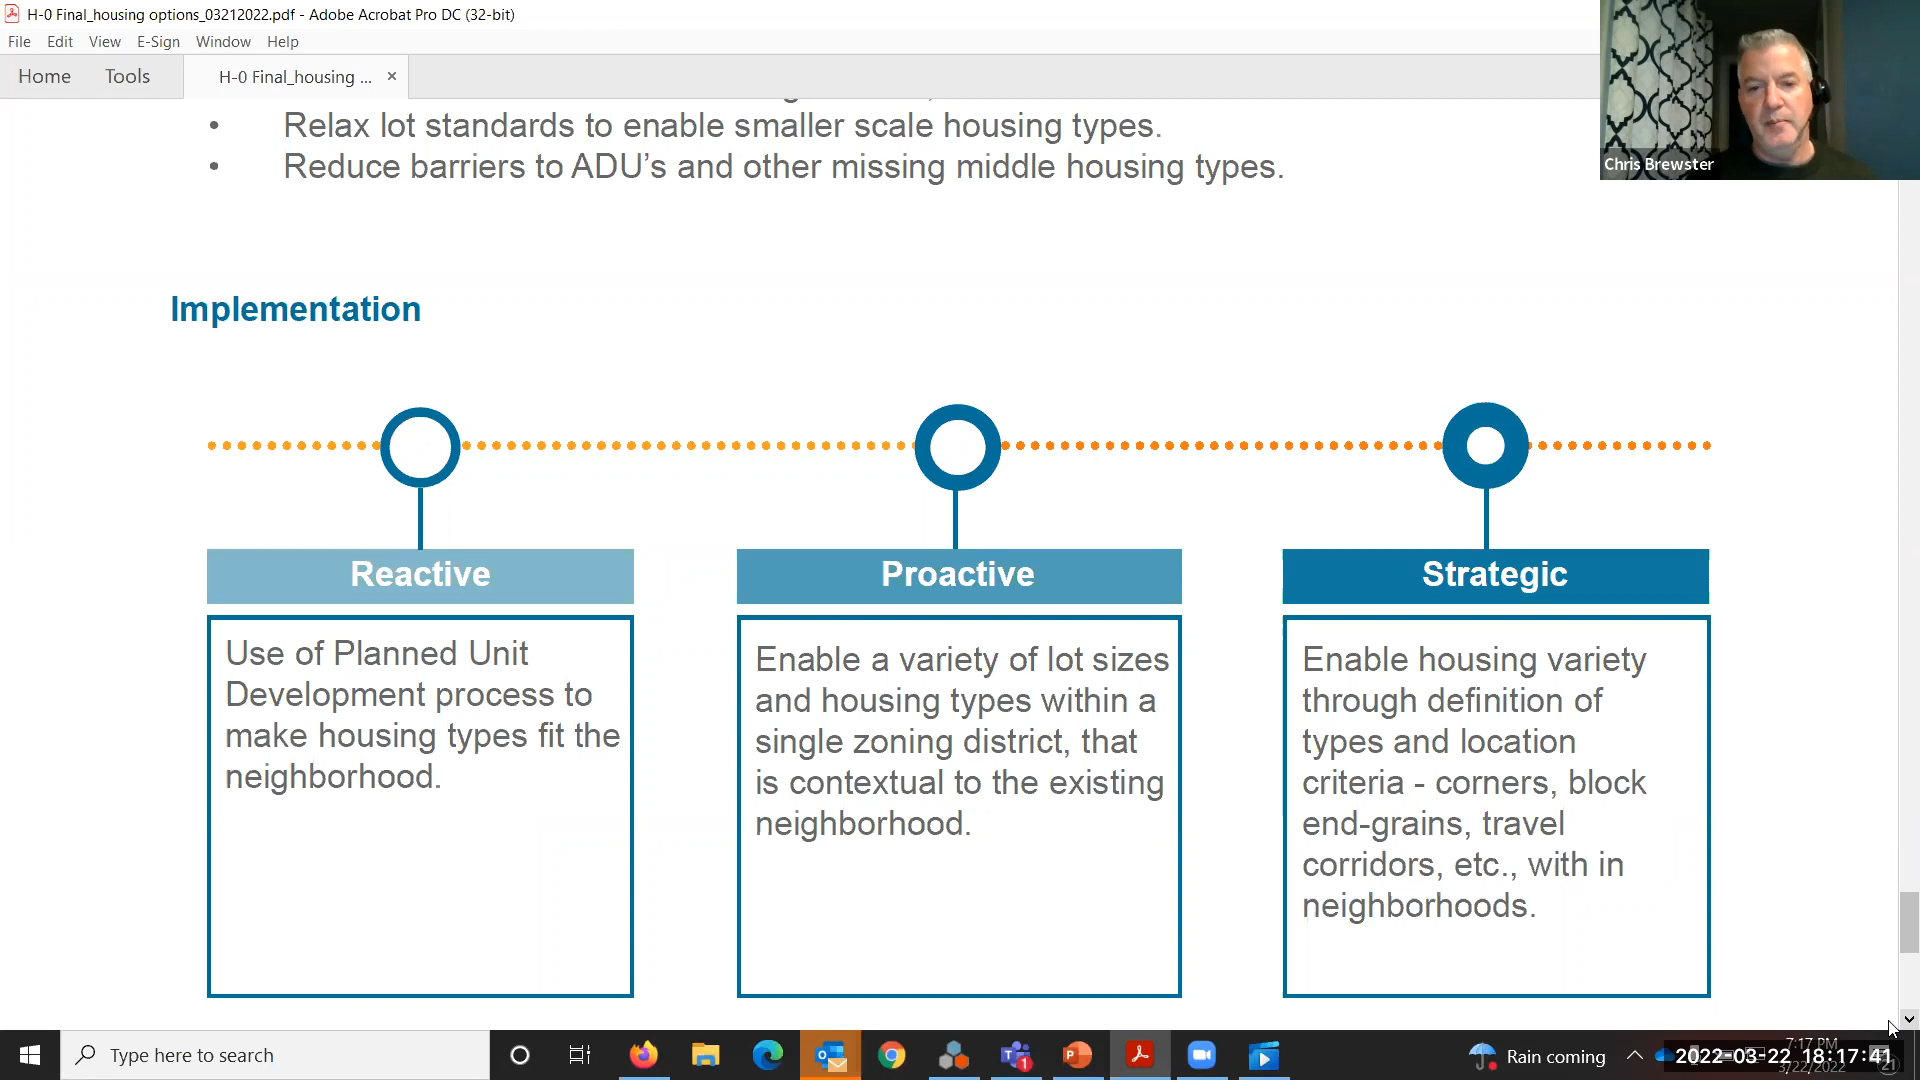 H-0 Final_housing options_03212022.pdf - Adobe Acrobat Pro DC (32-bit)
File Edit View E-Sign Window Help
Home Tools H-0 Final_housing ... ×
Chris Brewster
• Relax lot standards to enable smaller scale housing types.
• Reduce barriers to ADU’s and other missing middle housing types.
Implementation
Reactive
Use of Planned Unit
Development process to
make housing types fit the
neighborhood.
Proactive
Enable a variety of lot sizes
and housing types within a
single zoning district, that
is contextual to the existing
neighborhood.
Strategic
Enable housing variety
through definition of
types and location
criteria - corners, block
end-grains, travel
corridors, etc., with in
neighborhoods.
Type here to search
Rain coming
7:17 PM
2022-03-22 18:17:41
3/22/2022
21